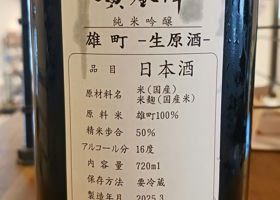 純米吟醸
雄町 -生原酒-
品目 日本酒
原材料名 米(国産)
米麹(国産米)
原料米 雄町100%
精米歩合 50%
アルコール分 16度
内容量 720ml
保存方法 要冷蔵
製造年月 2025.3